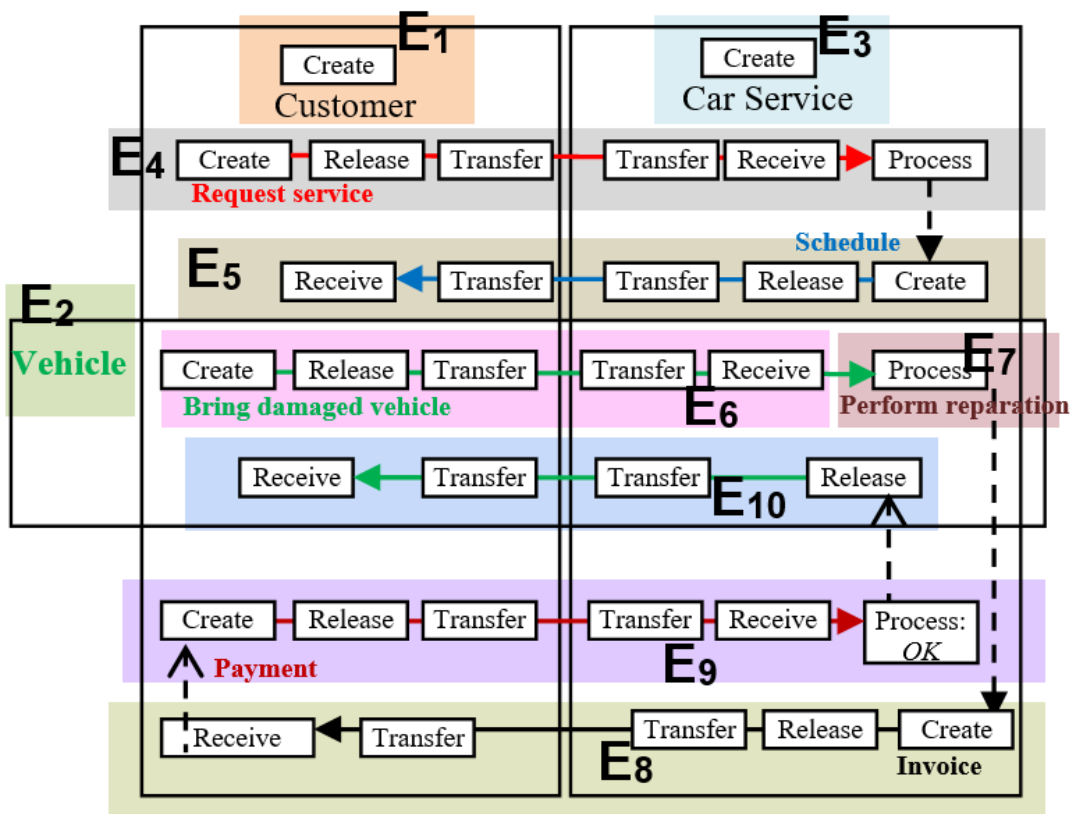 E1
Create
Customer
E3
Create
Car Service
E4
Create Release Transfer Transfer Receive Process
Request service
Schedule
E5
Receive Transfer Transfer Release Create
E2
Vehicle
Create Release Transfer Transfer Receive Process E7
Bring damaged vehicle E6 Perform reparation
Receive Transfer Transfer Release
E10
Create Release Transfer Transfer Receive Process:
OK
Payment E9
Receive Transfer Transfer Release Create
E8 Invoice